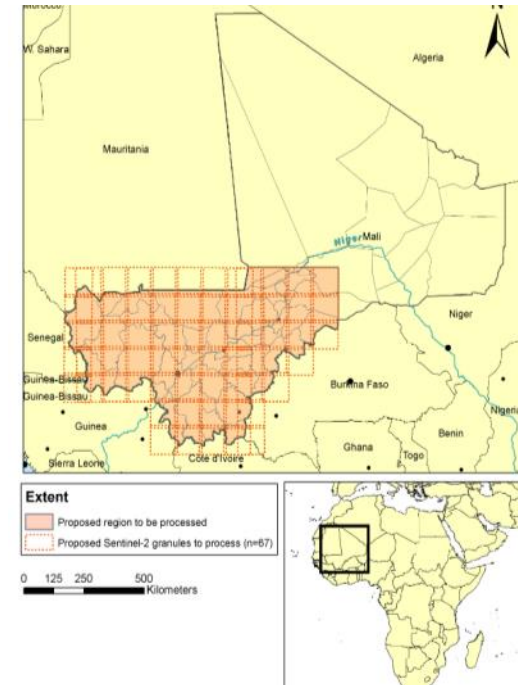 Morocco
N
W. Sahara
Algeria
Mauritania
Niger
Mali
Senegal
Niger
Guinea-Bissau
Guinea-Bissau
Burkina Faso
Guinea
Nigeria
Benin
Ghana
Togo
Sierra Leone
Côte d'Ivoire
Extent
Proposed region to be processed
Proposed Sentinel-2 granules to process (n=67)
0 125 250 500
Kilometers